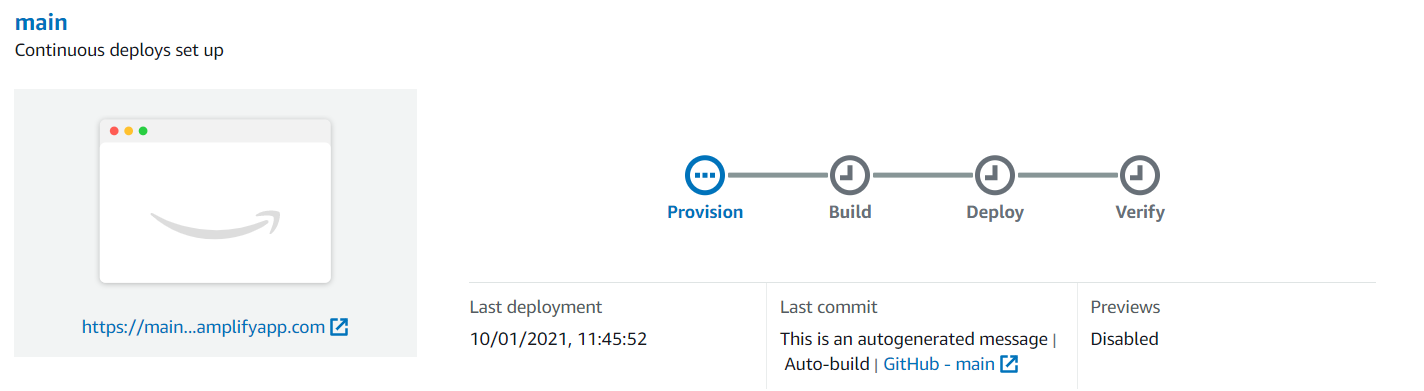 main
Continuous deploys set up
https://main...amplifyapp.com
Provision
Build
Deploy
Verify
Last deployment
10/01/2021, 11:45:52
Last commit
This is an autogenerated message |
Auto-build | GitHub - main
Previews
Disabled